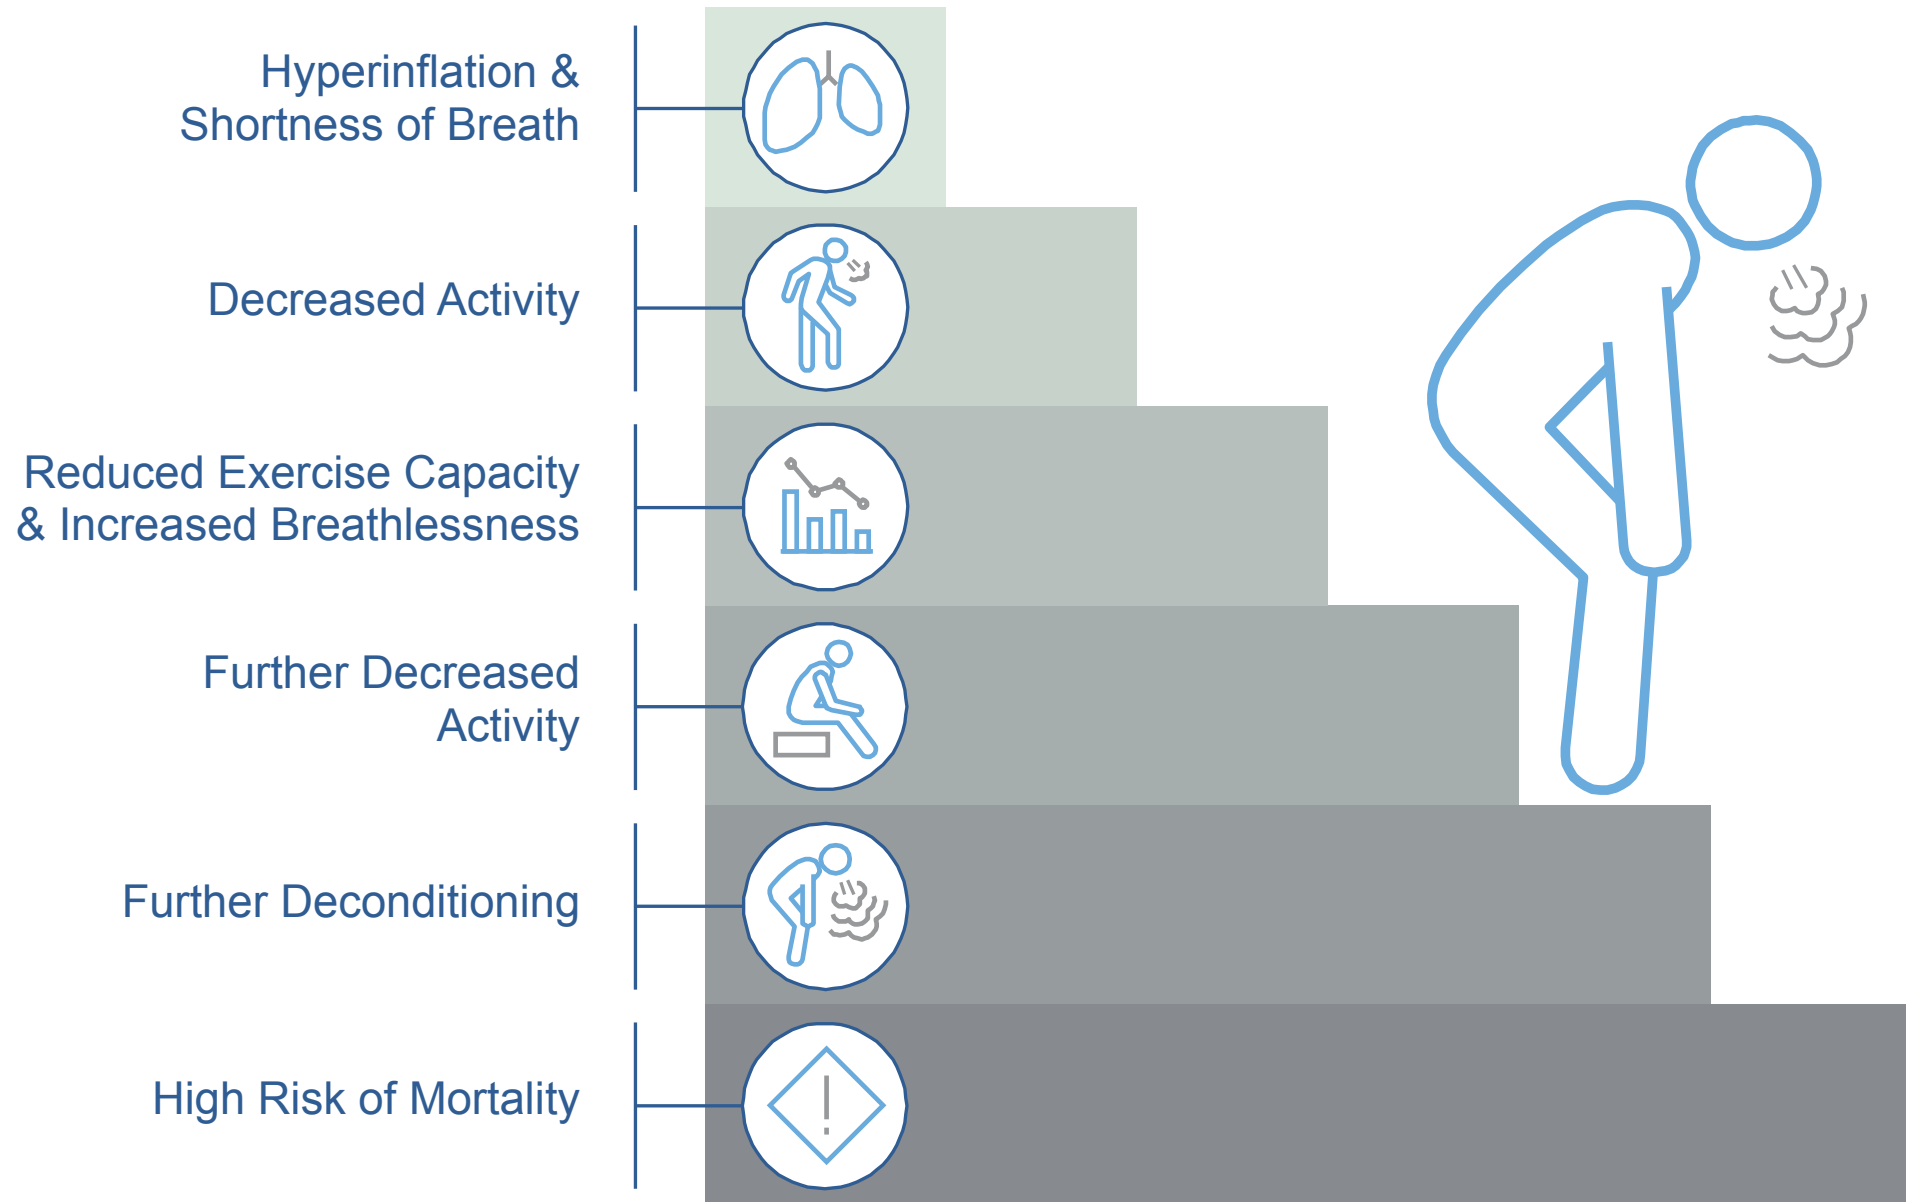 Hyperinflation &
Shortness of Breath
Decreased Activity
Reduced Exercise Capacity
& Increased Breathlessness
Further Decreased
Activity
Further Deconditioning
High Risk of Mortality